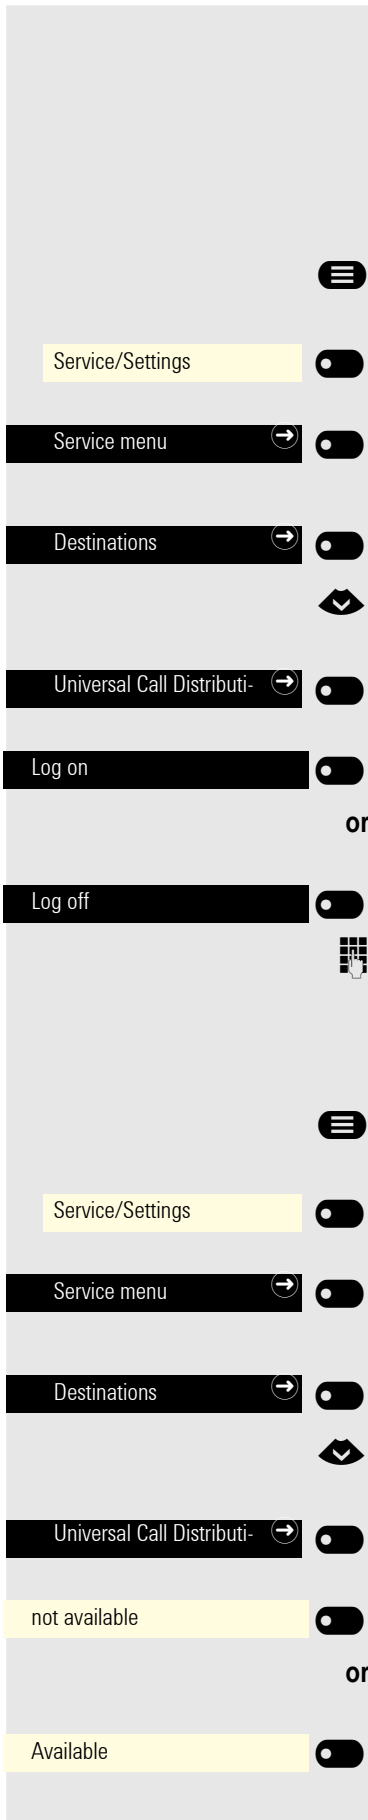 Service/Settings
Service menu
Destinations
Universal Call Distributi-
Log on
or
Log off
Service/Settings
Service menu
Destinations
Universal Call Distributi-
not available
or
Available